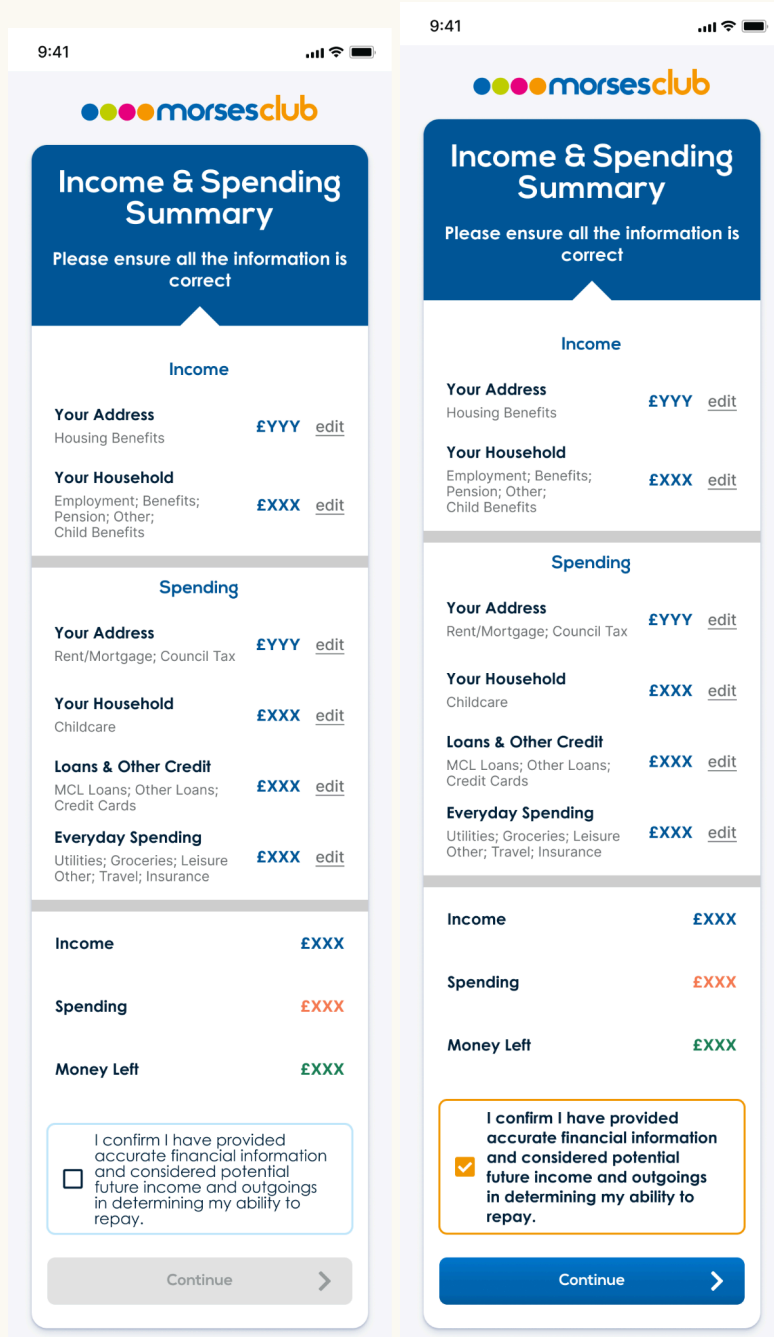 9:41
morsesclub
Income & Spending
Summary
Please ensure all the information is
correct
Income
Your Address
Housing Benefits
£YYY edit
Your Household
Employment; Benefits;
Pension; Other;
Child Benefits
£XXX edit
Spending
Your Address
Rent/Mortgage; Council Tax
£YYY edit
Your Household
Childcare
£XXX edit
Loans & Other Credit
MCL Loans; Other Loans;
Credit Cards
£XXX edit
Everyday Spending
Utilities; Groceries; Leisure
Other; Travel; Insurance
£XXX edit
Income £XXX
Spending £XXX
Money Left £XXX
I confirm I have provided
accurate financial information
and considered potential
future income and outgoings
in determining my ability to
repay.
Continue
9:41
morsesclub
Income & Spending
Summary
Please ensure all the information is
correct
Income
Your Address
Housing Benefits
£YYY edit
Your Household
Employment; Benefits;
Pension; Other;
Child Benefits
£XXX edit
Spending
Your Address
Rent/Mortgage; Council Tax
£YYY edit
Your Household
Childcare
£XXX edit
Loans & Other Credit
MCL Loans; Other Loans;
Credit Cards
£XXX edit
Everyday Spending
Utilities; Groceries; Leisure
Other; Travel; Insurance
£XXX edit
Income £XXX
Spending £XXX
Money Left £XXX
I confirm I have provided
accurate financial information
and considered potential
future income and outgoings
in determining my ability to
repay.
Continue